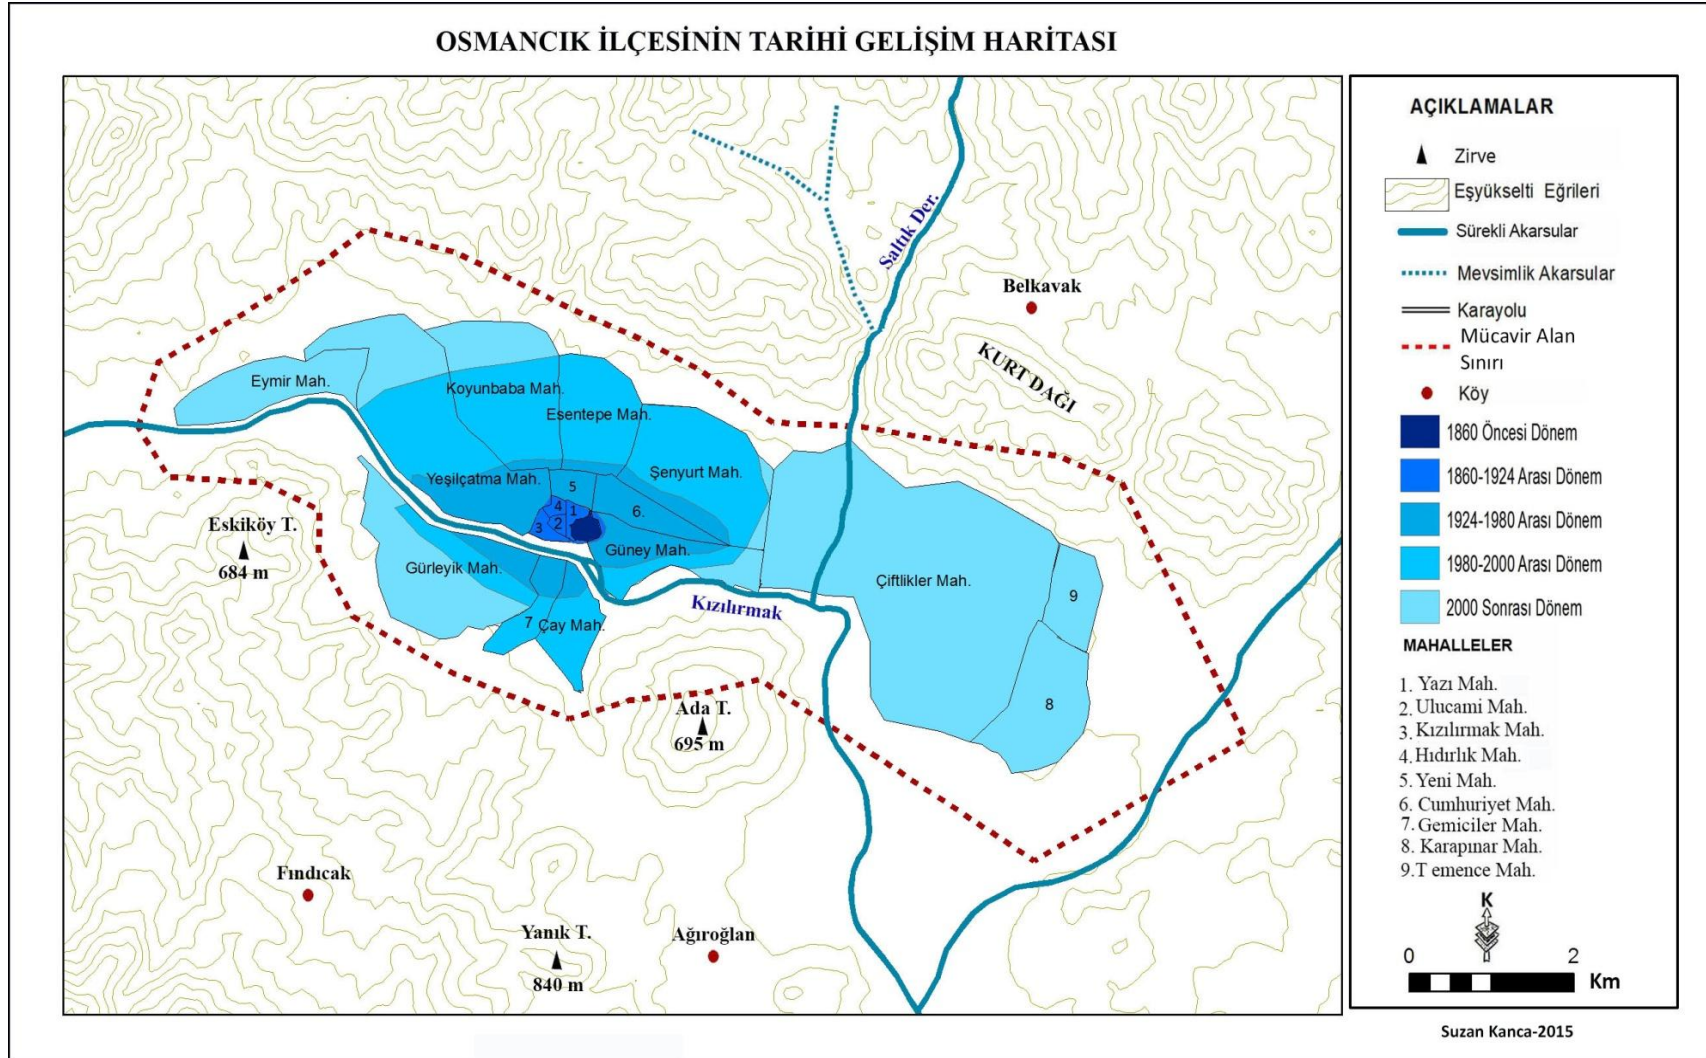 OSMANCIK İLÇESİNİN TARİHİ GELİŞİM HARİTASI
Saltık Der.
Belkavak
KURT DAĞI
Eymir Mah.
Koyunbaba Mah.
Esentepe Mah.
Yeşilçatma Mah.
Şenyurt Mah.
5
4
1
6.
3
2
Güney Mah.
Eskiköy T.
684 m
Gürleyik Mah.
Çiftlikler Mah.
9
Kızılırmak
7
Çay Mah.
8
Ada T.
695 m
Fındıcak
Yanık T.
840 m
Ağıroğlan
AÇIKLAMALAR
Zirve
Eşyükselti Eğrileri
Sürekli Akarsular
Mevsimlik Akarsular
Karayolu
Mücavir Alan
Sınırı
Köy
1860 Öncesi Dönem
1860-1924 Arası Dönem
1924-1980 Arası Dönem
1980-2000 Arası Dönem
2000 Sonrası Dönem
MAHALLELER
1. Yazı Mah.
2. Ulucami Mah.
3. Kızılırmak Mah.
4. Hıdırlık Mah.
5. Yeni Mah.
6. Cumhuriyet Mah.
7. Gemiciler Mah.
8. Karapınar Mah.
9.T emence Mah.
K
0 2
Km
Suzan Kanca-2015